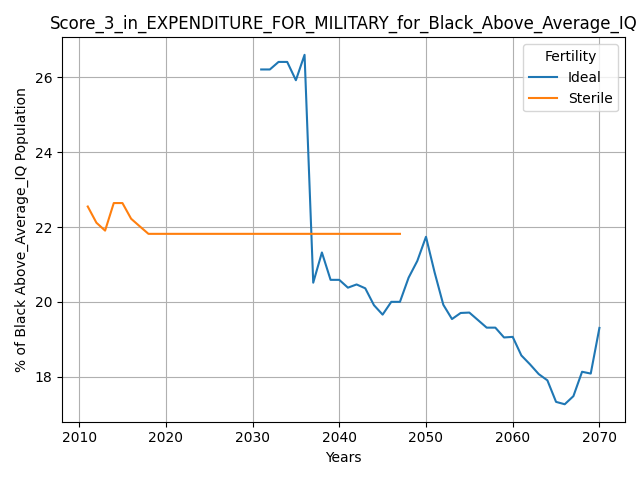 Score_3_in_EXPENDITURE_FOR_MILITARY_for_Black_Above_Average_IQ
Fertility
Ideal
Sterile
% of Black Above_Average_IQ Population
26
24
22
20
18
2010 2020 2030 2040 2050 2060 2070
Years